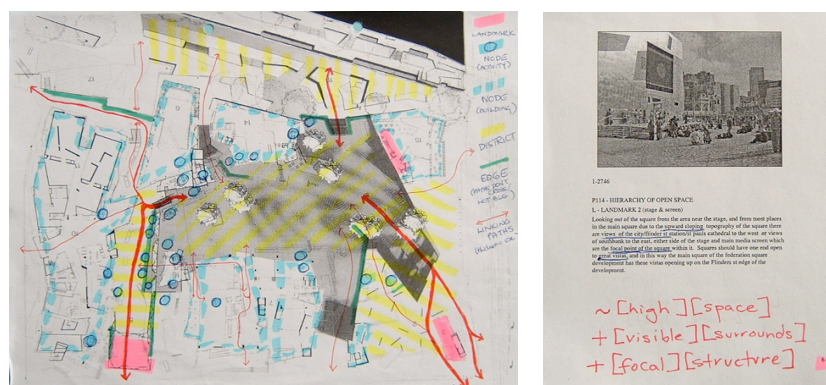 LANDMARK
NODE
(ACTIVITY)
NODE
(BUILDING)
DISTRICT
EDGE
LINKING
PATHS
1-2746
P114 - HIERARCHY OF OPEN SPACE
L - LANDMARK 2 (stage & screen)
Looking out of the square from the area near the stage, and from most places
in the main square due to the upward sloping topography of the square there
are views of the city/flinders st station/st pauls cathedral to the west or views of
southbank to the east, either side of the stage and main media screen which
are the focal point of the square within it. Squares should have one end open
to great vistas, and in this way the main square of the federation square
development has these vistas opening up on the Flinders st edge of the
development.
~ [high][space]
+ [visible][surrounds]
+ [focal][structure]